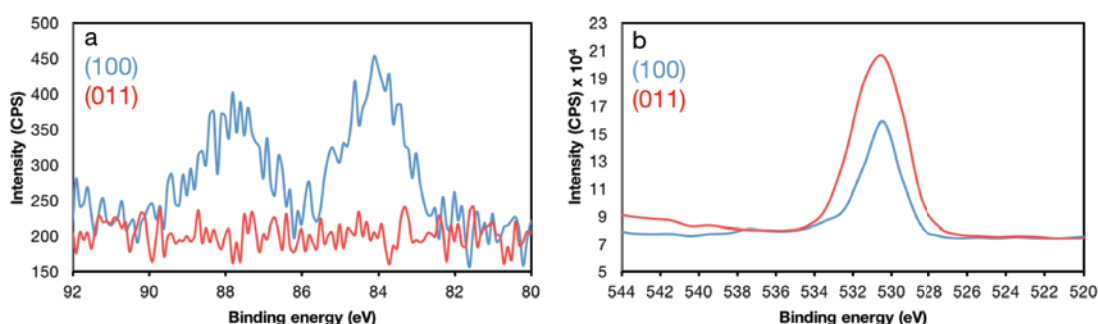 a
(100)
(011)
Intensity (CPS)
500
450
400
350
300
250
200
150
92 90 88 86 84 82 80
Binding energy (eV)
b
(100)
(011)
Intensity (CPS) x 10⁴
23
21
19
17
15
13
11
9
7
5
544 542 540 538 536 534 532 530 528 526 524 522 520
Binding energy (eV)